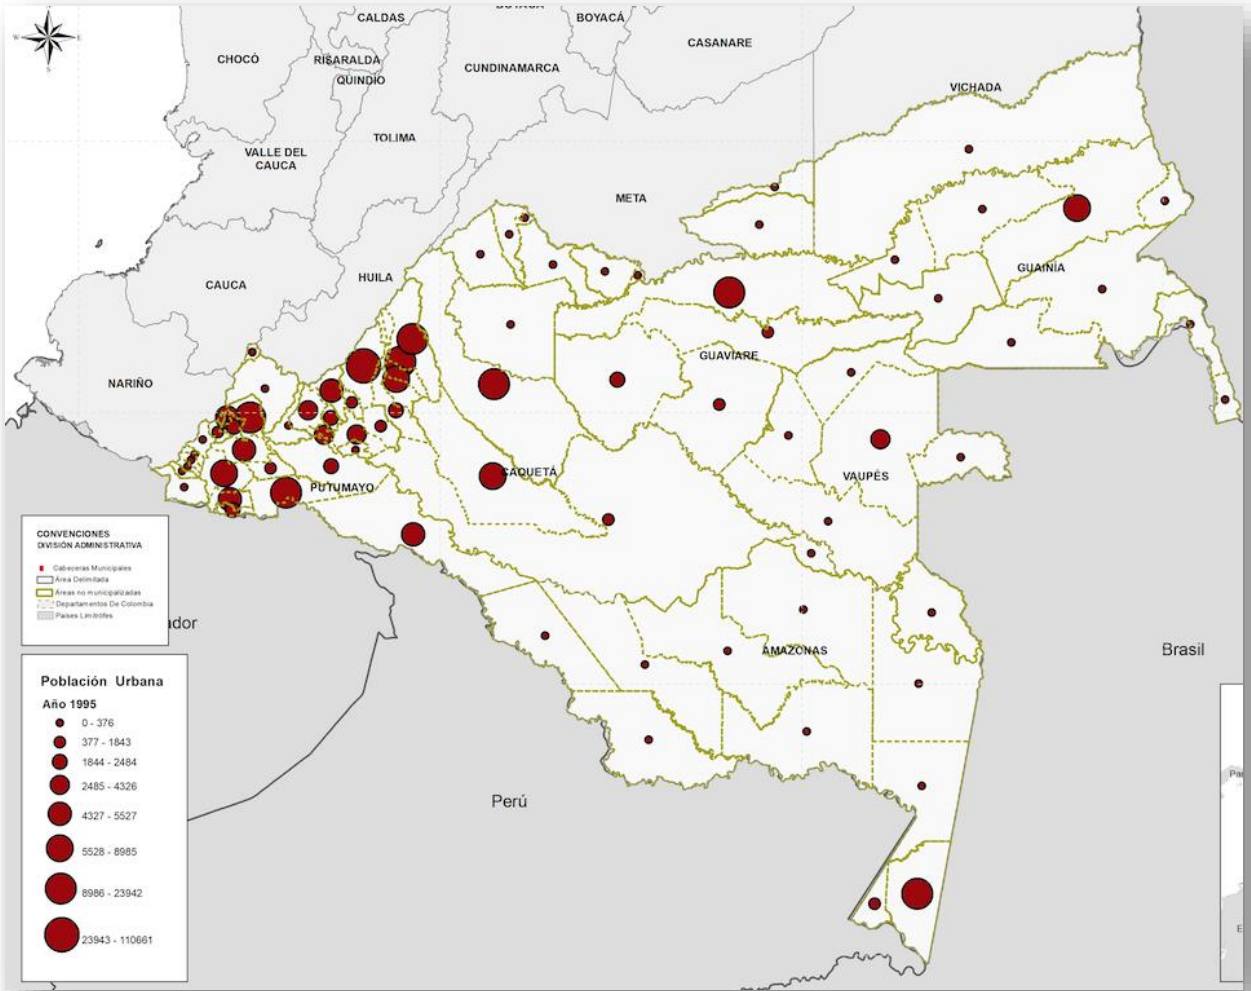 BOYACÁ
CALDAS
BOYACÁ
CASANARE
CHOCÓ
RISARALDA
CUNDINAMARCA
QUINDIO
VICHADA
TOLIMA
VALLE DEL
CAUCA
META
HUILA
GUAINÍA
CAUCA
GUAVIARE
NARIÑO
CAQUETÁ
VAUPÉS
PUTUMAYO
CONVENCIONES
DIVISIÓN ADMINISTRATIVA
Cabeceras Municipales
Área Delimitada
Áreas no municipalizadas
Departamentos De Colombia
Países Limítrofes
ador
AMAZONAS
Brasil
Población Urbana
Año 1995
0 - 376
377 - 1843
1844 - 2484
2485 - 4326
4327 - 5527
5528 - 8985
8986 - 23942
23943 - 110661
Perú
W
E
S
Pa
E